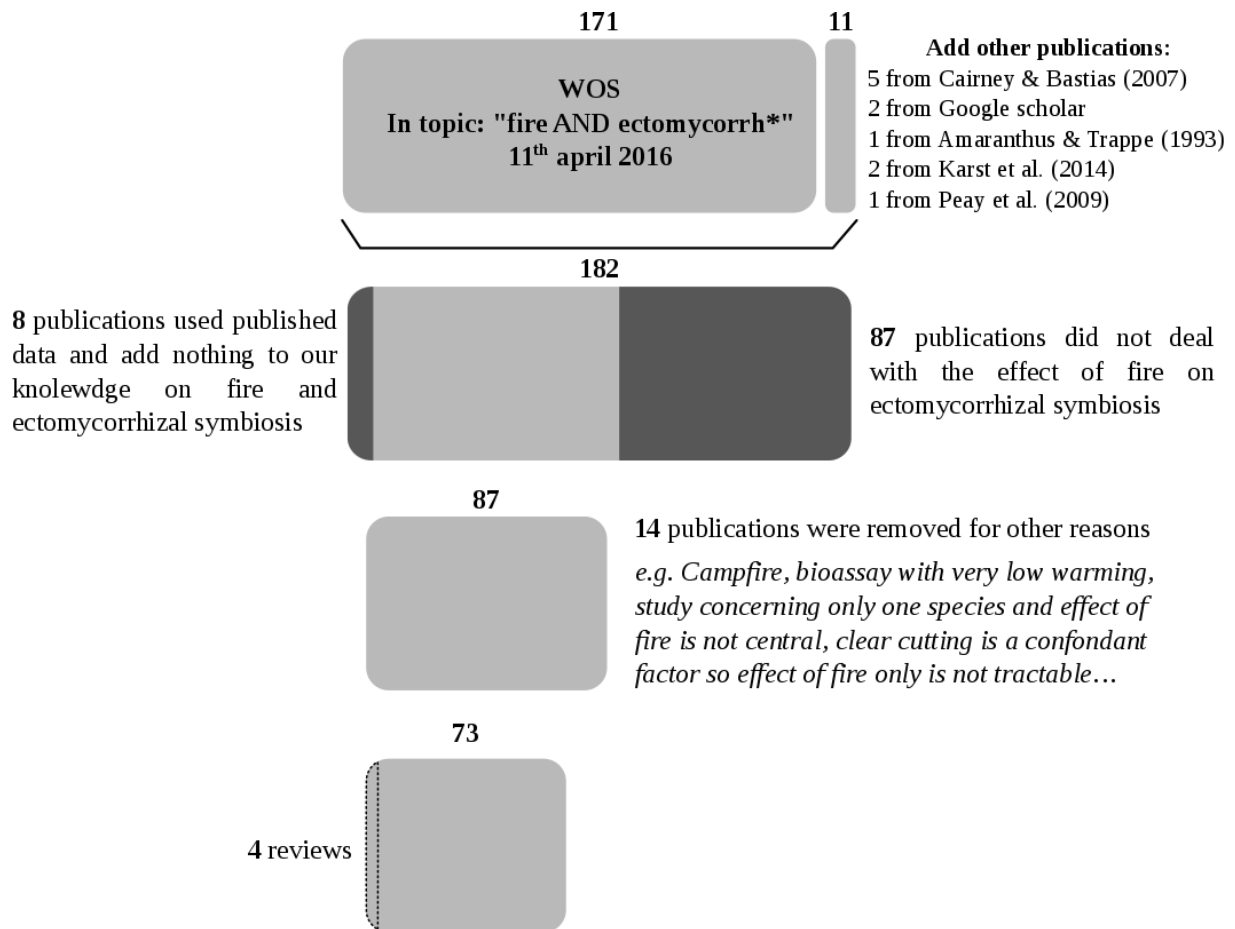 171
11
WOS
In topic: "fire AND ectomycorrh*"
11th april 2016
Add other publications:
5 from Cairney & Bastias (2007)
2 from Google scholar
1 from Amaranthus & Trappe (1993)
2 from Karst et al. (2014)
1 from Peay et al. (2009)
182
8 publications used published
data and add nothing to our
knolewdge on fire and
ectomycorrhizal symbiosis
87 publications did not deal
with the effect of fire on
ectomycorrhizal symbiosis
87
14 publications were removed for other reasons
e.g. Campfire, bioassay with very low warming,
study concerning only one species and effect of
fire is not central, clear cutting is a confondant
factor so effect of fire only is not tractable…
73
4 reviews